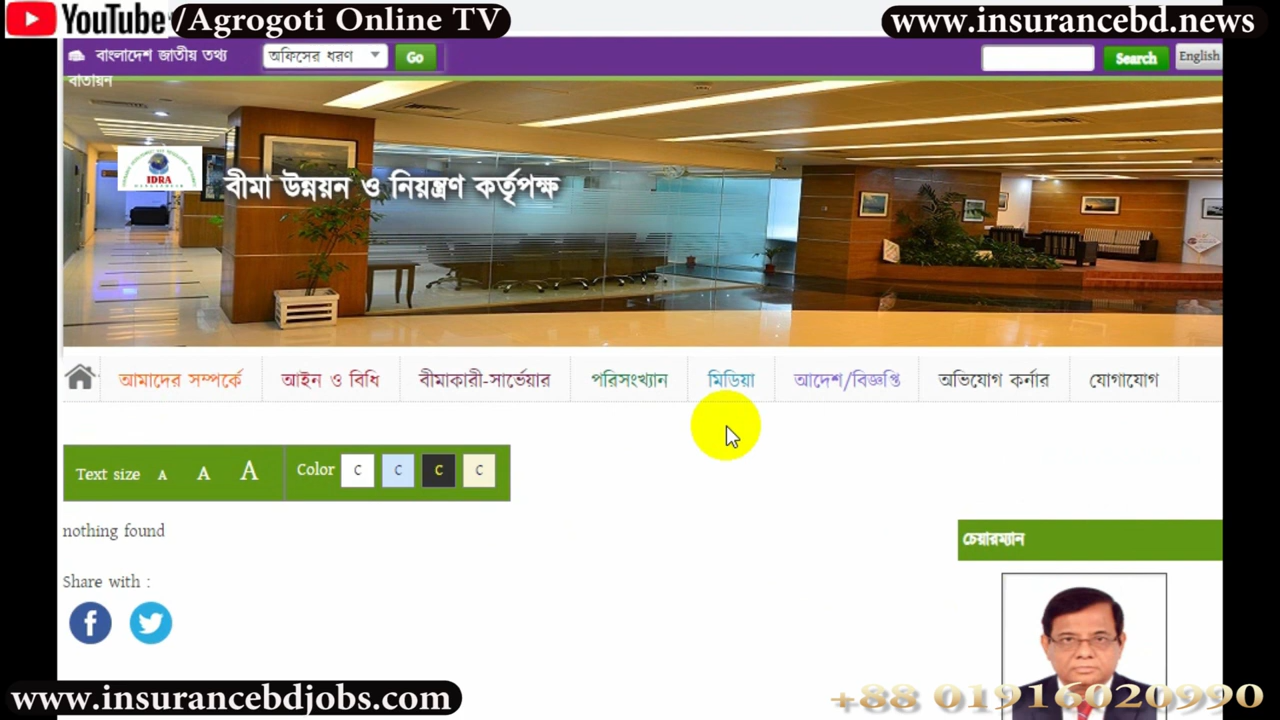 YouTube /Agrogoti Online TV
www.insurancebd.news
বাংলাদেশ জাতীয় তথ্য
বাতায়ন
অফিসের ধরণ
Go
Search
English
IDRA
বীমা উন্নয়ন ও নিয়ন্ত্রণ কর্তৃপক্ষ
আমাদের সম্পর্কে
আইন ও বিধি
বীমাকারী-সার্ভেয়ার
পরিসংখ্যান
মিডিয়া
আদেশ/বিজ্ঞপ্তি
অভিযোগ কর্নার
যোগাযোগ
Text size A A A
Color C C C C
nothing found
চেয়ারম্যান
Share with :
www.insurancebdjobs.com
+88 01916020990